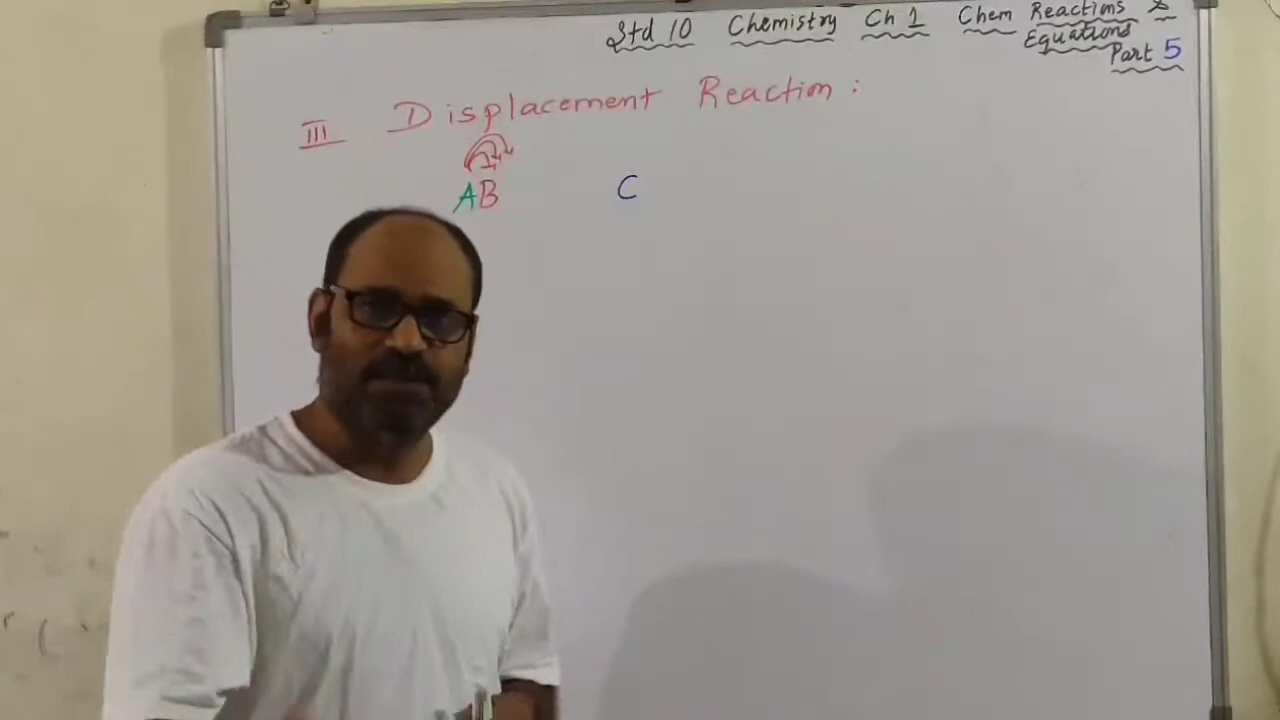 Std 10 Chemistry Ch 1 Chem Reactions &
Equations
Part 5
III Displacement Reaction :
AB C